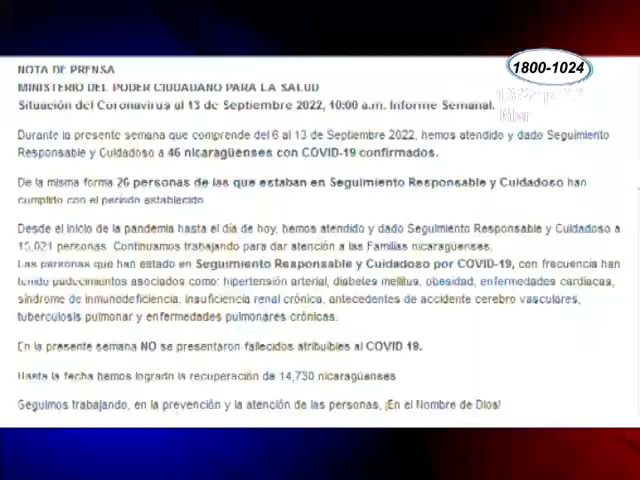 1800-1024
NOTA DE PRENSA
MINISTERIO DEL PODER CIUDADANO PARA LA SALUD
Situación del Coronavirus al 13 de Septiembre 2022, 10:00 a.m. Informe Semanal.
Mar
Durante la presente semana que comprende del 6 al 13 de Septiembre 2022, hemos atendido y dado Seguimiento
Responsable y Cuidadoso a 46 nicaragüenses con COVID-19 confirmados.
De la misma forma 26 personas de las que estaban en Seguimiento Responsable y Cuidadoso han
cumplido con el periodo establecido.
Desde el inicio de la pandemia hasta el día de hoy, hemos atendido y dado Seguimiento Responsable y Cuidadoso a
15,021 personas. Continuamos trabajando para dar atención a las Familias nicaragüenses.
Las personas que han estado en Seguimiento Responsable y Cuidadoso por COVID-19, con frecuencia han
tenido padecimientos asociados como: hipertensión arterial, diabetes mellitus, obesidad, enfermedades cardíacas,
síndrome de inmunodeficiencia, insuficiencia renal crónica, antecedentes de accidente cerebro vasculares,
tuberculosis pulmonar y enfermedades pulmonares crónicas.
En la presente semana NO se presentaron fallecidos atribuibles al COVID 19.
Hasta la fecha hemos logrado la recuperación de 14,730 nicaragüenses
Seguimos trabajando, en la prevención y la atención de las personas, ¡En el Nombre de Dios!